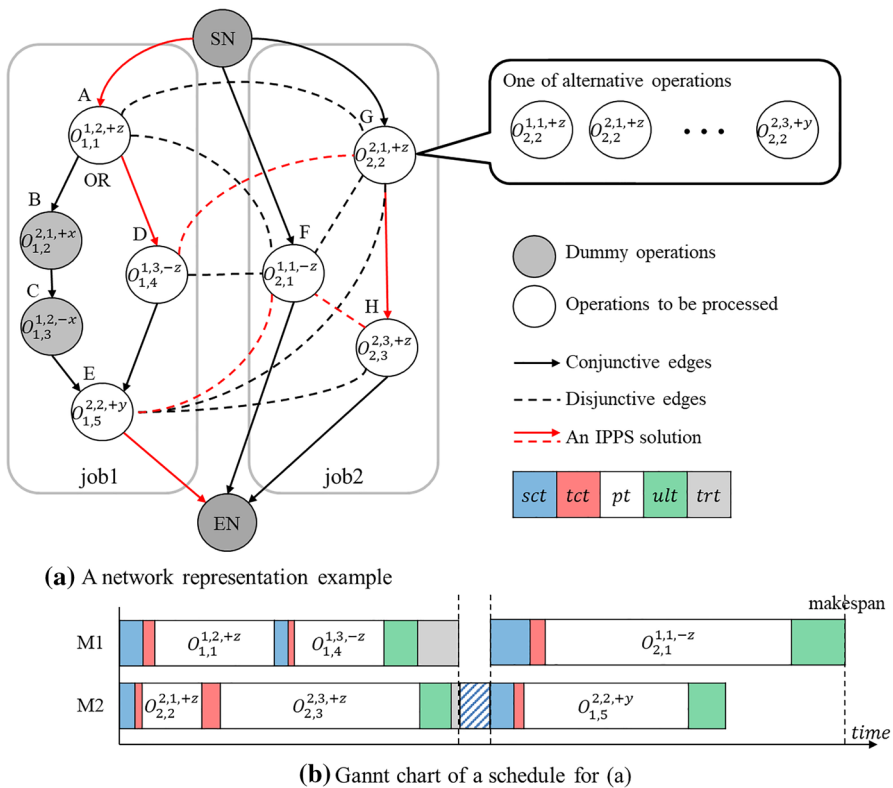 SN
A
One of alternative operations
G
O_{1,1}^{1,2,+z}
O_{2,2}^{2,1,+z}
O_{2,2}^{1,1,+z} O_{2,2}^{2,1,+z} ••• O_{2,2}^{2,3,+y}
OR
B
D
F
O_{1,2}^{2,1,+x}
Dummy operations
O_{1,4}^{1,3,-z}
O_{2,1}^{1,1,-z}
C
H
Operations to be processed
O_{1,3}^{1,2,-x}
O_{2,3}^{2,3,+z}
E
Conjunctive edges
O_{1,5}^{2,2,+y}
Disjunctive edges
An IPPS solution
job1
job2
sct tct pt ult trt
EN
(a) A network representation example
makespan
M1
O_{1,1}^{1,2,+z} O_{1,4}^{1,3,-z} O_{2,1}^{1,1,-z}
M2
O_{2,2}^{2,1,+z} O_{2,3}^{2,3,+z} O_{1,5}^{2,2,+y}
time
(b) Gannt chart of a schedule for (a)